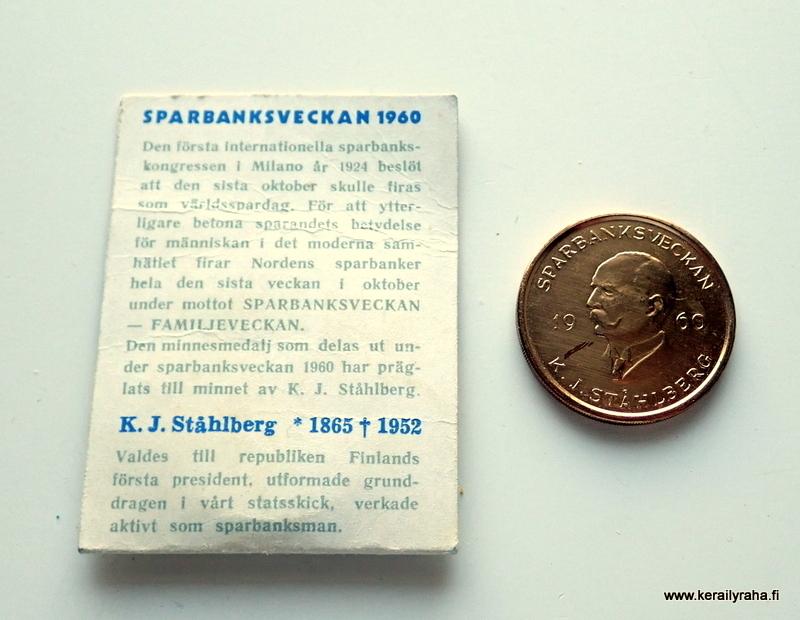 SPARBANKSVECKAN 1960
Den första internationella sparbanks-
kongressen i Milano år 1924 beslöt
att den sista oktober skulle firas
som världsspardag. För att ytter-
ligare betona sparandets betydelse
för människan i det moderna sam-
hället firar Nordens sparbanker
hela den sista veckan i oktober
under mottot SPARBANKSVECKAN
— FAMILJEVECKAN.
Den minnesmedalj som delas ut un-
der sparbanksveckan 1960 har präg-
lats till minnet av K. J. Ståhlberg.
K. J. Ståhlberg * 1865 † 1952
Valdes till republiken Finlands
första president, utformade grund-
dragen i vårt statsskick, verkade
aktivt som sparbanksman.
SPARBANKSVECKAN
19 60
K. J. STÅHLBERG
www.kerailyraha.fi